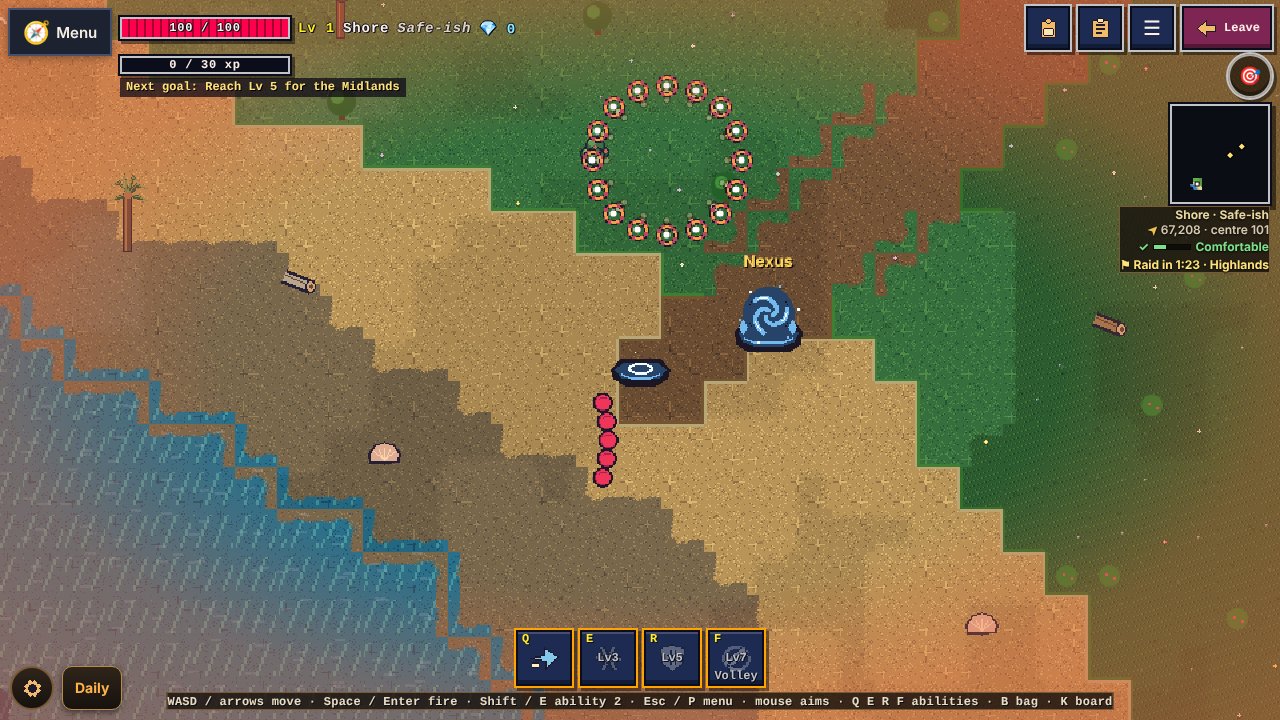 Menu
100 / 100
Lv 1 Shore Safe-ish 0
0 / 30 xp
Next goal: Reach Lv 5 for the Midlands
Leave
Shore · Safe-ish
67,208 · centre 101
Comfortable
Raid in 1:23 · Highlands
Nexus
Q
E
Lv3
R
Lv5
F
Lv7
Volley
Daily
WASD / arrows move · Space / Enter fire · Shift / E ability 2 · Esc / P menu · mouse aims · Q E R F abilities · B bag · K board